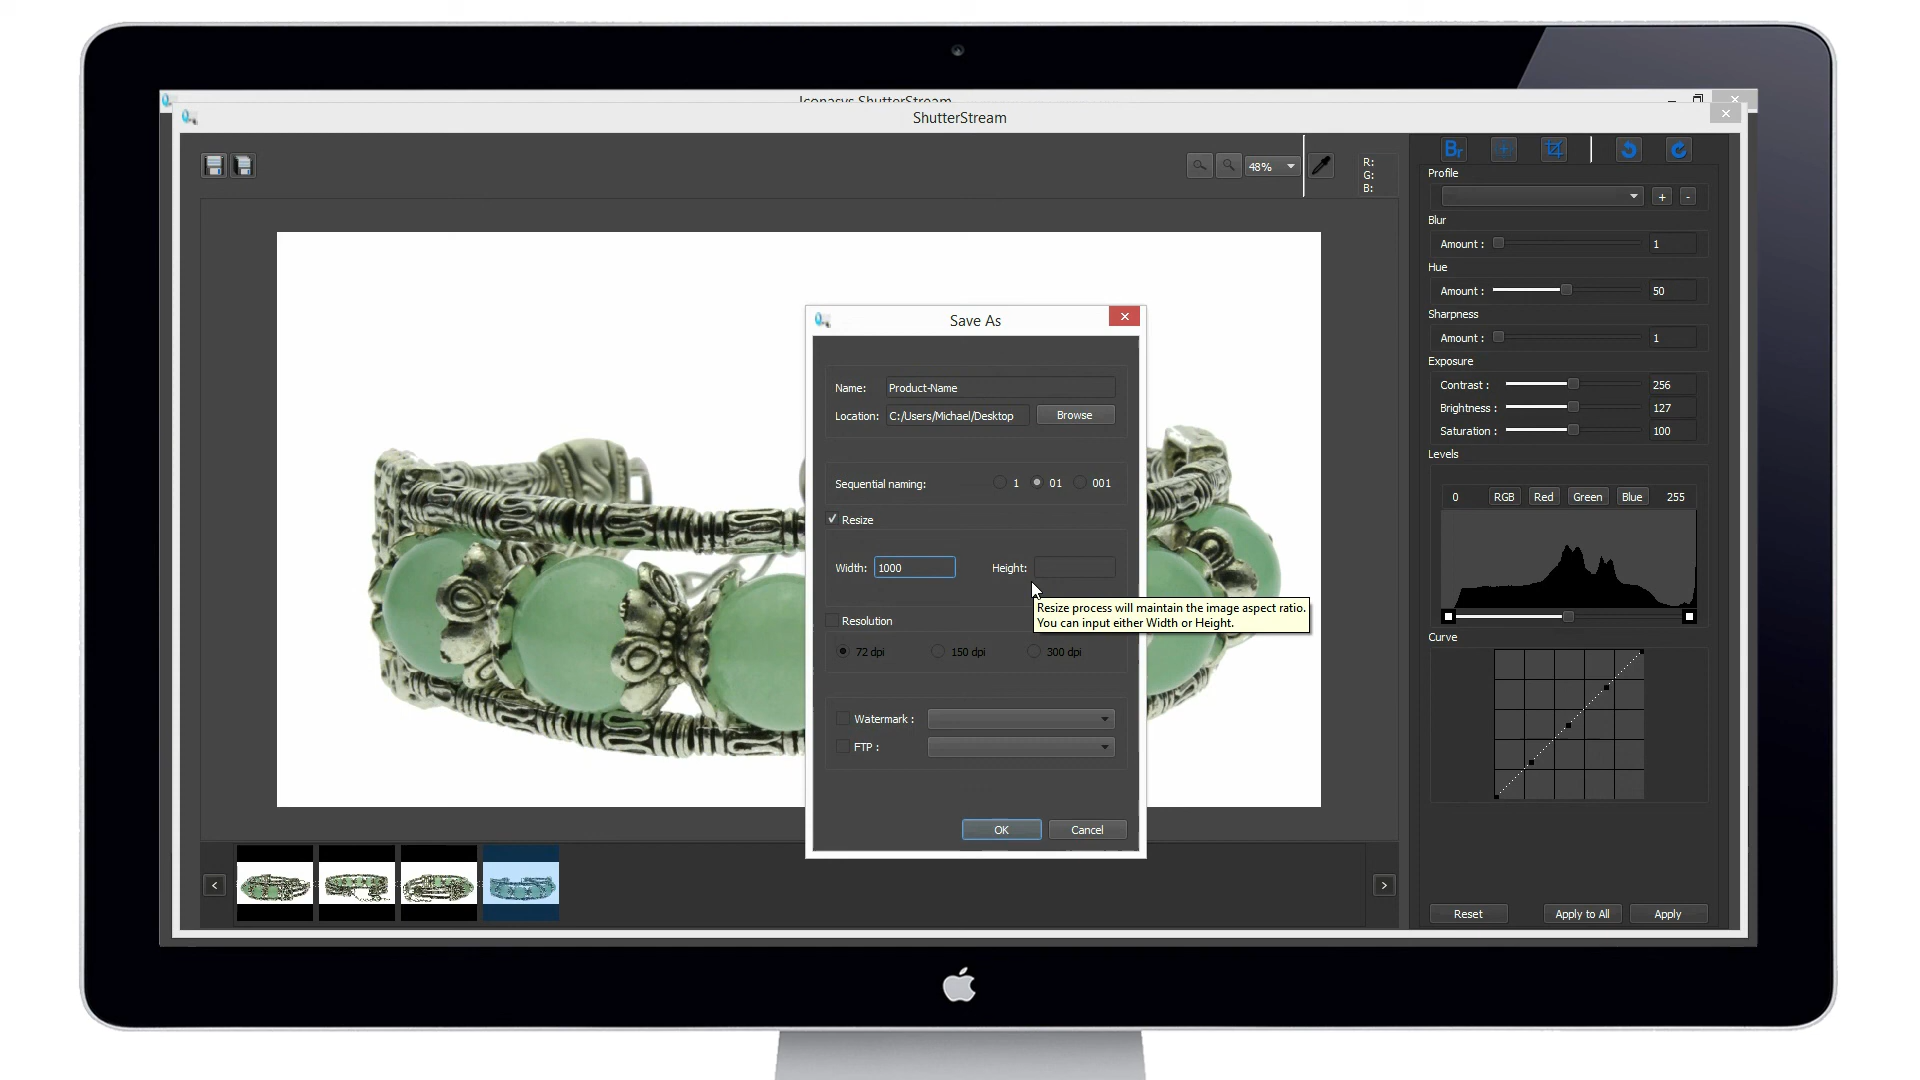 Iconasys ShutterStream
ShutterStream
48%
R:
G:
B:
Br
Profile
+ -
Blur
Amount : 1
Hue
Amount : 50
Sharpness
Amount : 1
Exposure
Contrast : 256
Brightness : 127
Saturation : 100
Levels
0 RGB Red Green Blue 255
Curve
Reset Apply to All Apply
Save As
Name: Product-Name
Location: C:/Users/Michael/Desktop Browse
Sequential naming: 1 01 001
Resize
Width: 1000 Height:
Resize process will maintain the image aspect ratio.
You can input either Width or Height.
Resolution
72 dpi 150 dpi 300 dpi
Watermark :
FTP :
OK Cancel